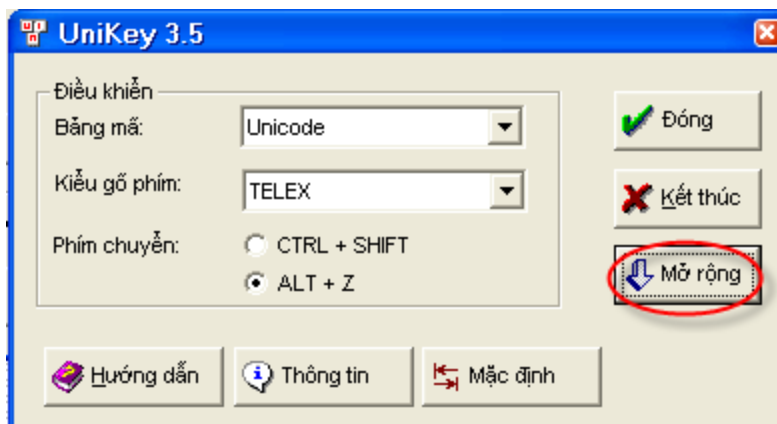 UniKey 3.5
Điều khiển
Bảng mã:
Unicode
Đóng
Kiểu gõ phím:
TELEX
Kết thúc
Phím chuyển:
CTRL + SHIFT
ALT + Z
Mở rộng
Hướng dẫn
Thông tin
Mặc định